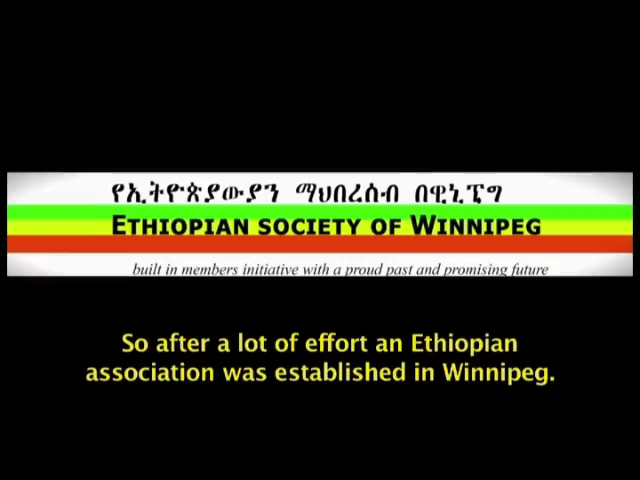 የኢትዮጵያውያን ማህበረሰብ በዊኒፔግ
ETHIOPIAN SOCIETY OF WINNIPEG
built in members initiative with a proud past and promising future
So after a lot of effort an Ethiopian
association was established in Winnipeg.